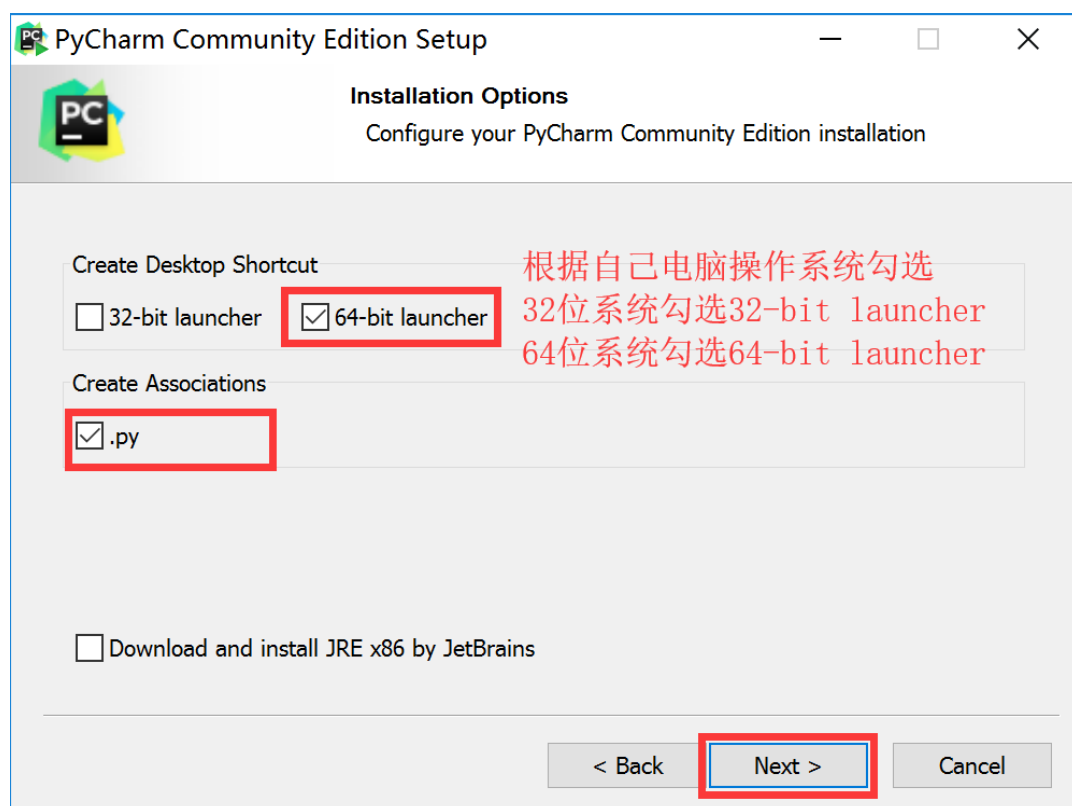 PyCharm Community Edition Setup
PC
Installation Options
Configure your PyCharm Community Edition installation
Create Desktop Shortcut
32-bit launcher
64-bit launcher
根据自己电脑操作系统勾选
32位系统勾选32-bit launcher
64位系统勾选64-bit launcher
Create Associations
.py
Download and install JRE x86 by JetBrains
< Back
Next >
Cancel